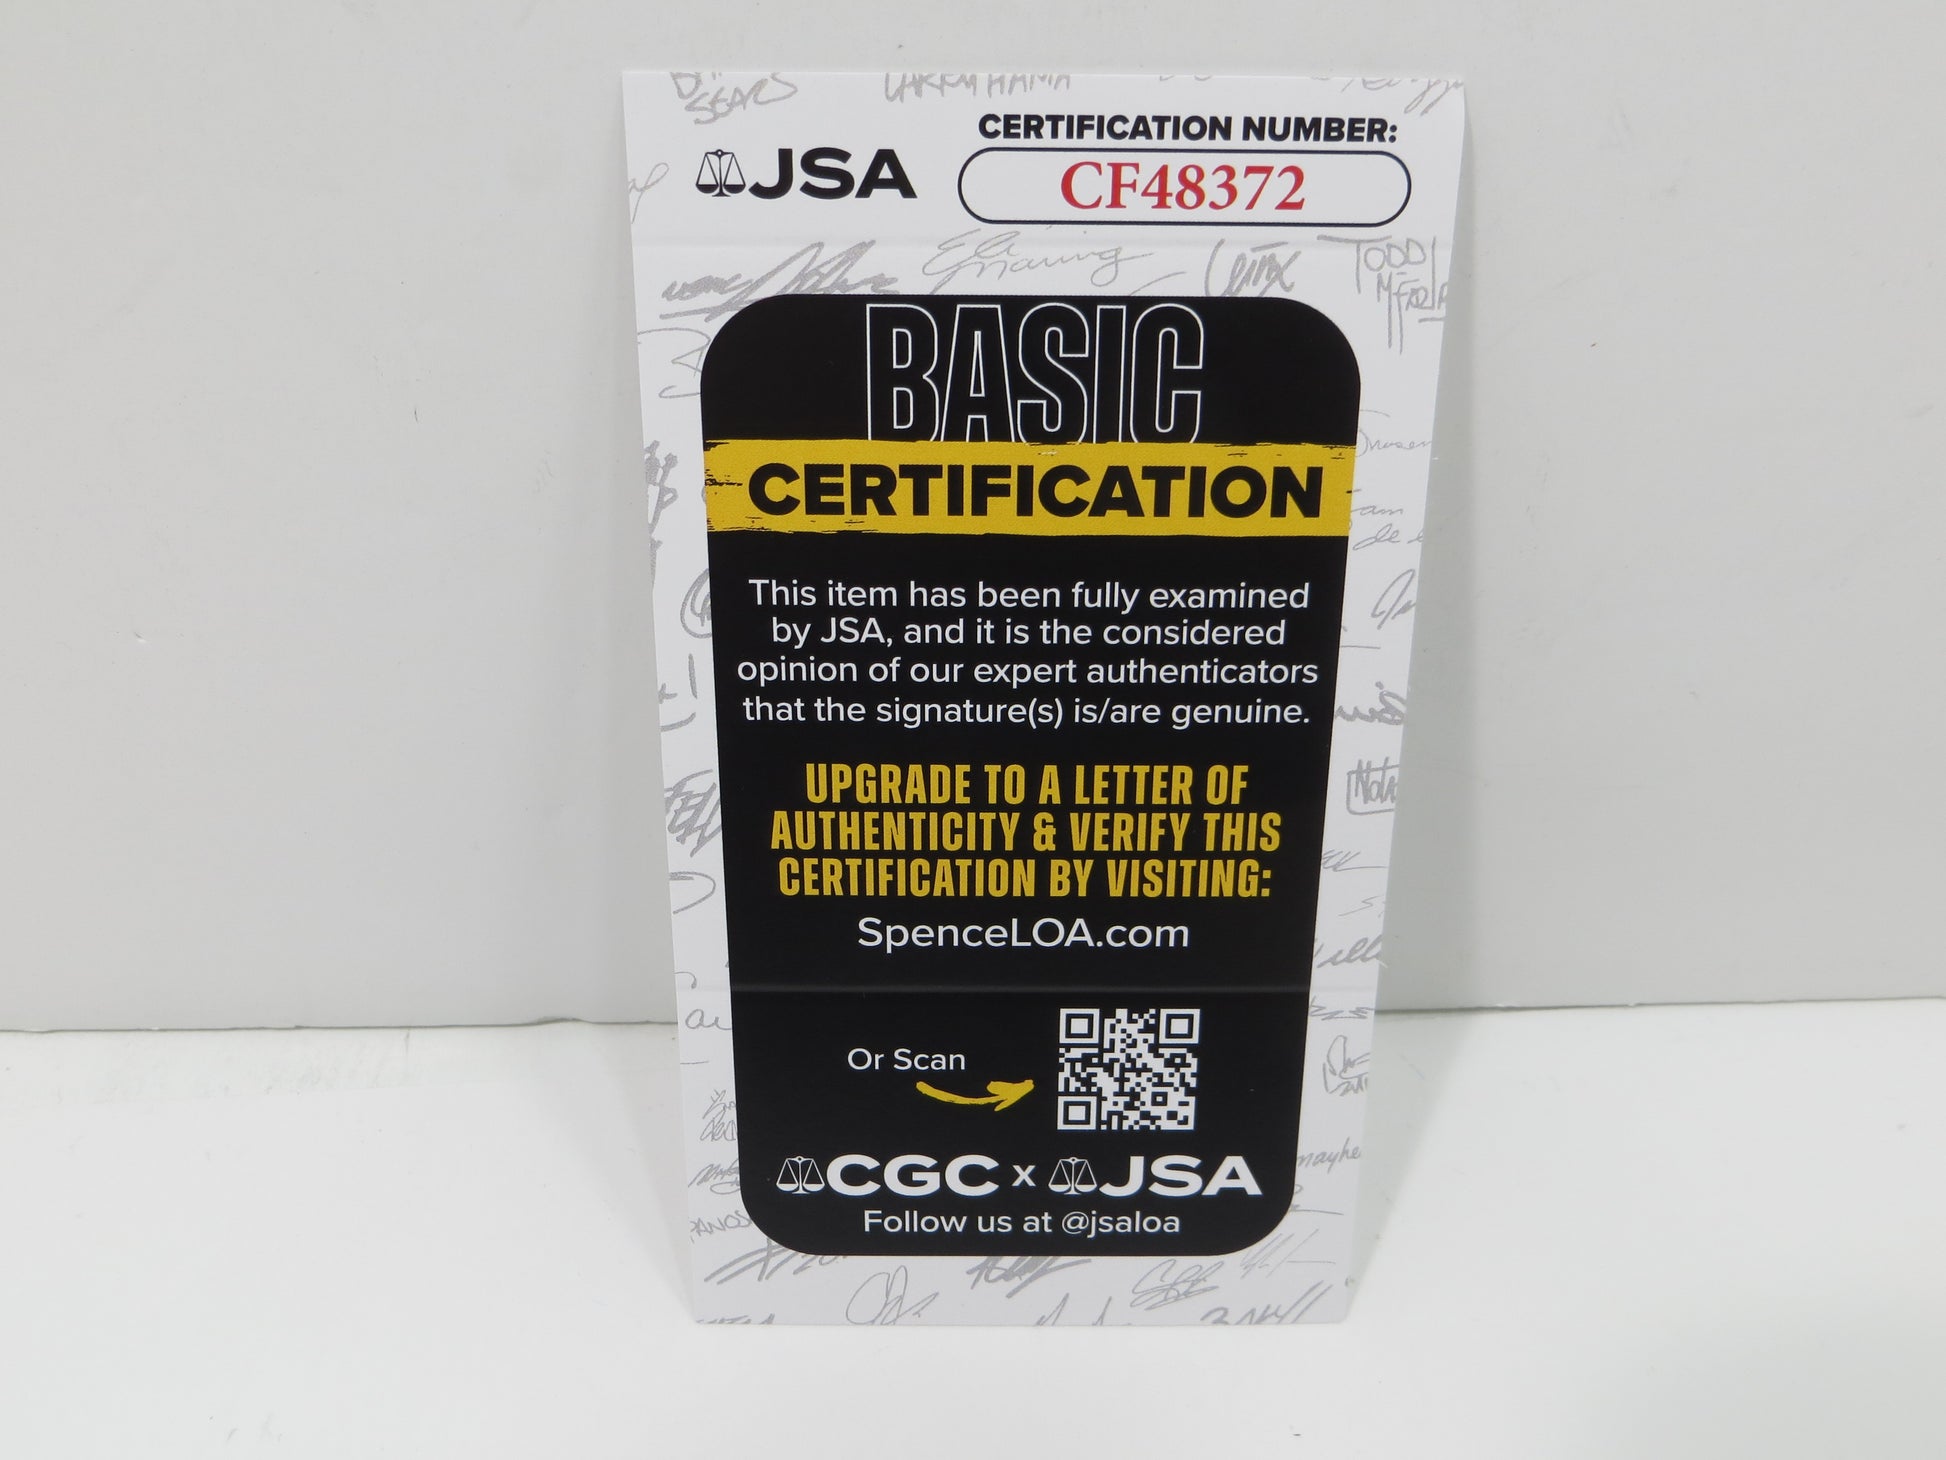 JSA
CERTIFICATION NUMBER:
CF48372
BASIC
CERTIFICATION
This item has been fully examined
by JSA, and it is the considered
opinion of our expert authenticators
that the signature(s) is/are genuine.
UPGRADE TO A LETTER OF
AUTHENTICITY & VERIFY THIS
CERTIFICATION BY VISITING:
SpenceLOA.com
Or Scan
CGC x JSA
Follow us at @jsaloa